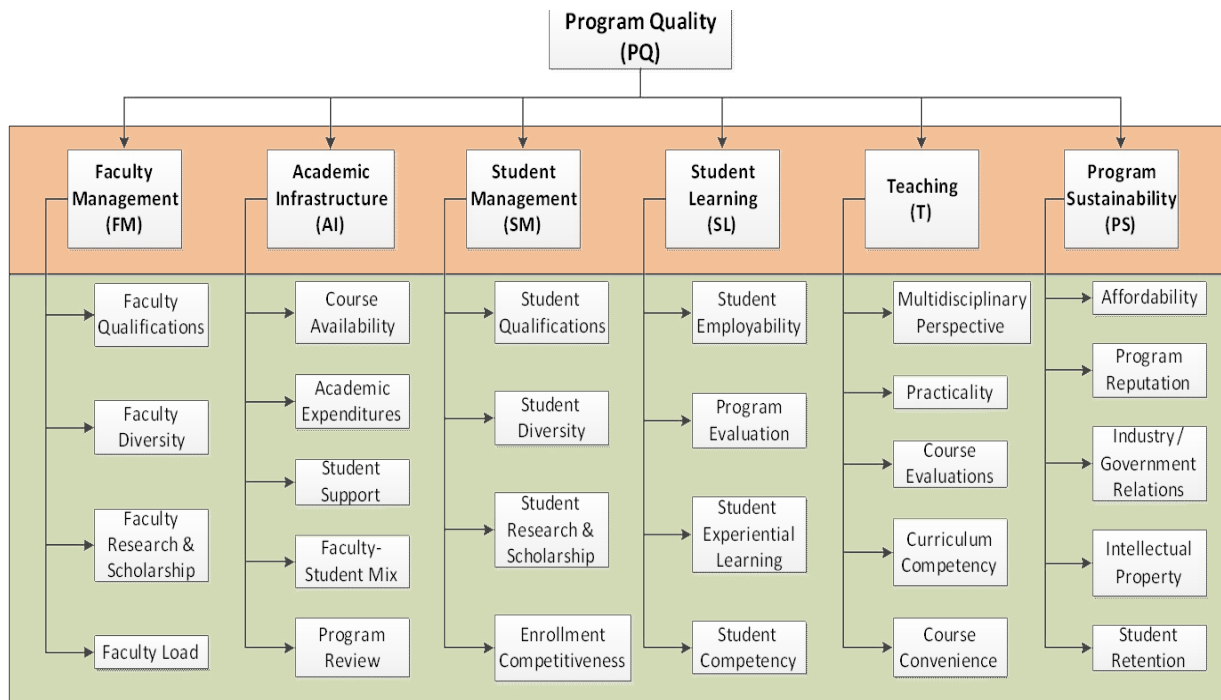 Program Quality
(PQ)
Faculty
Management
(FM)
Academic
Infrastructure
(AI)
Student
Management
(SM)
Student
Learning
(SL)
Teaching
(T)
Program
Sustainability
(PS)
Faculty
Qualifications
Faculty
Diversity
Faculty
Research &
Scholarship
Faculty Load
Course
Availability
Academic
Expenditures
Student
Support
Faculty-
Student Mix
Program
Review
Student
Qualifications
Student
Diversity
Student
Research &
Scholarship
Enrollment
Competitiveness
Student
Employability
Program
Evaluation
Student
Experiential
Learning
Student
Competency
Multidisciplinary
Perspective
Practicality
Course
Evaluations
Curriculum
Competency
Course
Convenience
Affordability
Program
Reputation
Industry/
Government
Relations
Intellectual
Property
Student
Retention